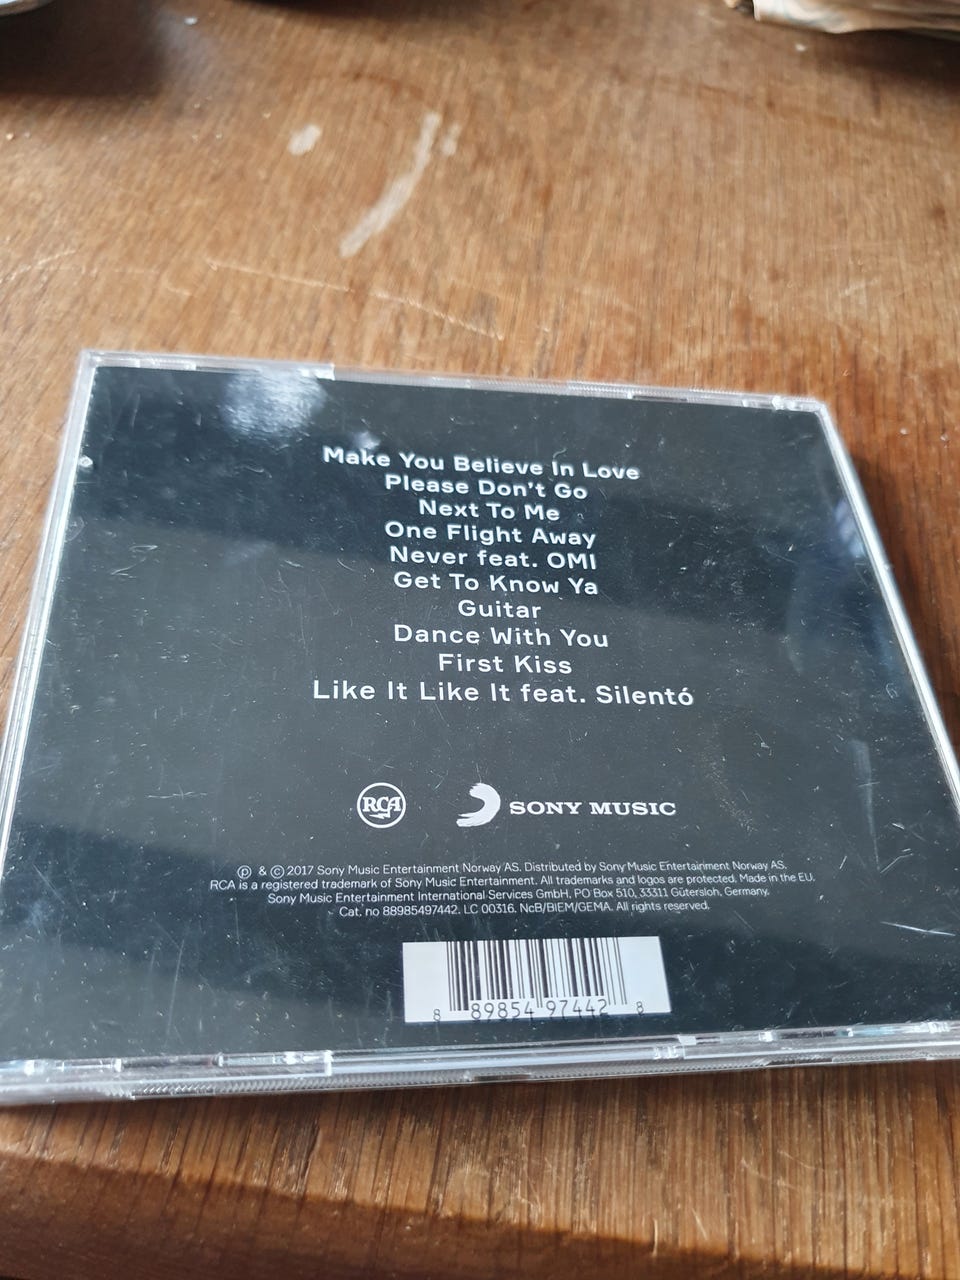 Make You Believe In Love
Please Don't Go
Next To Me
One Flight Away
Never feat. OMI
Get To Know Ya
Guitar
Dance With You
First Kiss
Like It Like It feat. Silentó
RCA
SONY MUSIC
℗ & © 2017 Sony Music Entertainment Norway AS. Distributed by Sony Music Entertainment Norway AS.
RCA is a registered trademark of Sony Music Entertainment. All trademarks and logos are protected. Made in the EU.
Sony Music Entertainment International Services GmbH, PO Box 510, 33311 Gütersloh, Germany.
Cat. no 88985497442. LC 00316. NcB/BIEM/GEMA. All rights reserved.
8 89854 97442 8